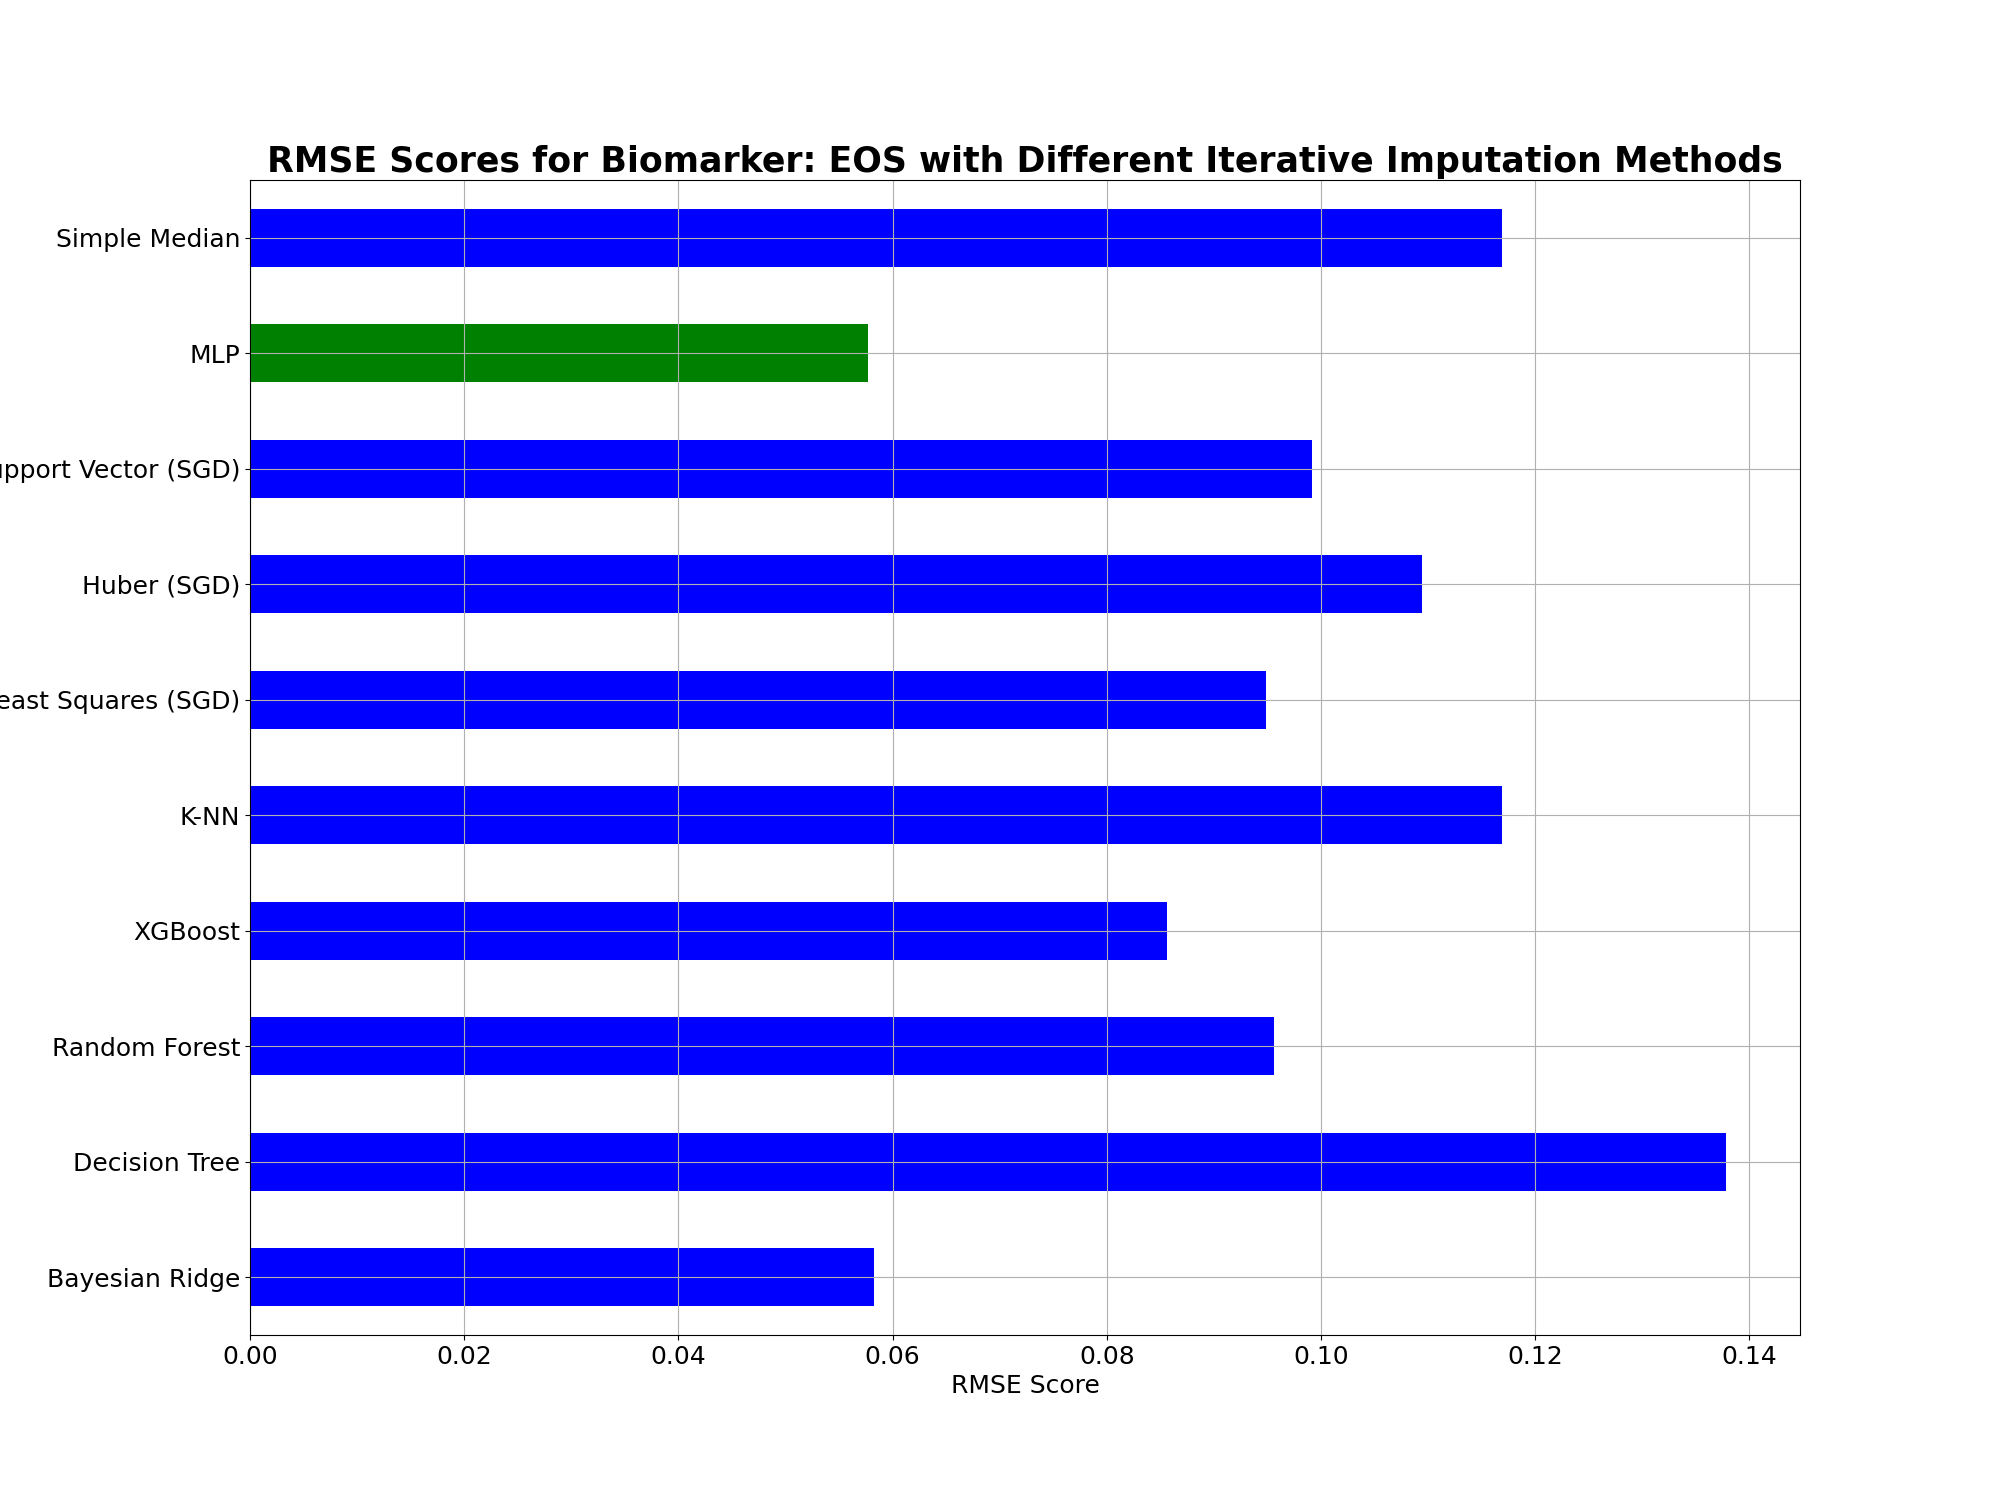 RMSE Scores for Biomarker: EOS with Different Iterative Imputation Methods
Simple Median
MLP
Vector (SGD)
Huber (SGD)
Squares (SGD)
K-NN
XGBoost
Random Forest
Decision Tree
Bayesian Ridge
0.00 0.02 0.04 0.06 0.08 0.10 0.12 0.14
RMSE Score